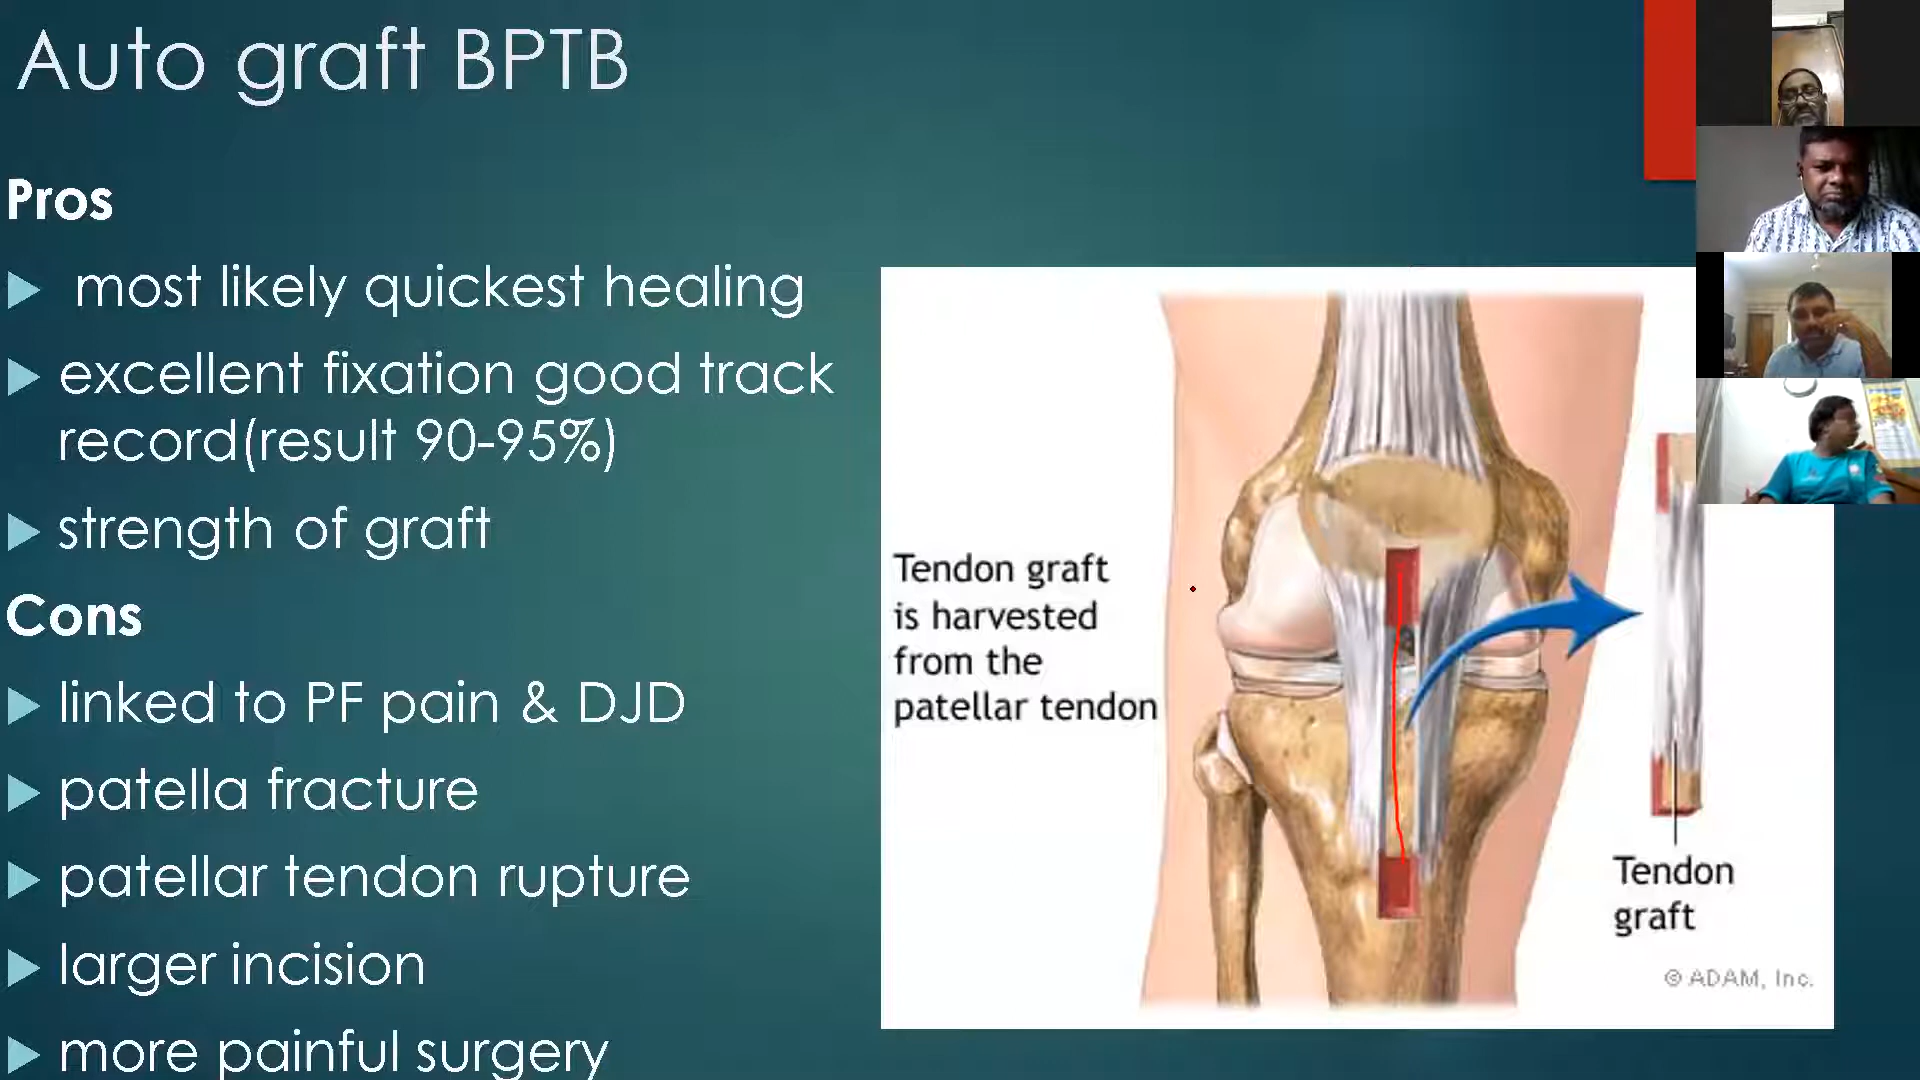 Auto graft BPTB
Pros
most likely quickest healing
excellent fixation good track
record(result 90-95%)
strength of graft
Cons
linked to PF pain & DJD
patella fracture
patellar tendon rupture
larger incision
more painful surgery
Tendon graft
is harvested
from the
patellar tendon
Tendon
graft
© ADAM, Inc.